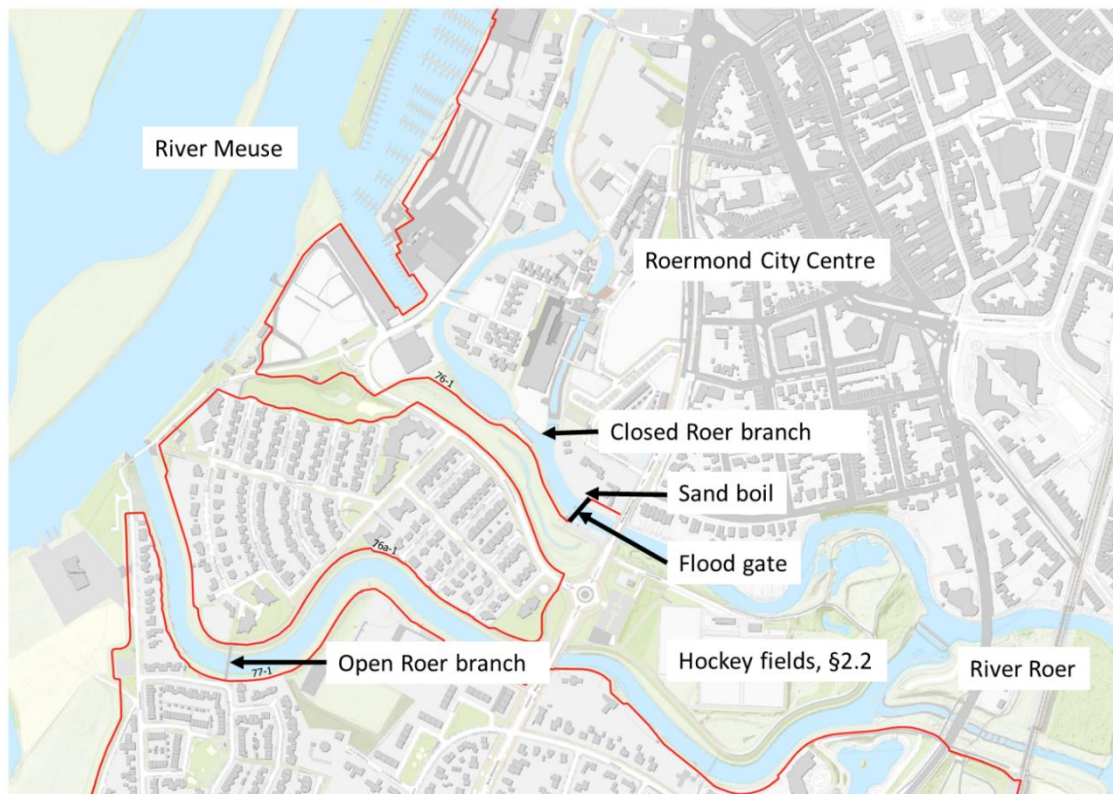 River Meuse
Roermond City Centre
76-1
Closed Roer branch
Sand boil
76a-1
Flood gate
Open Roer branch
77-1
Hockey fields, §2.2
River Roer